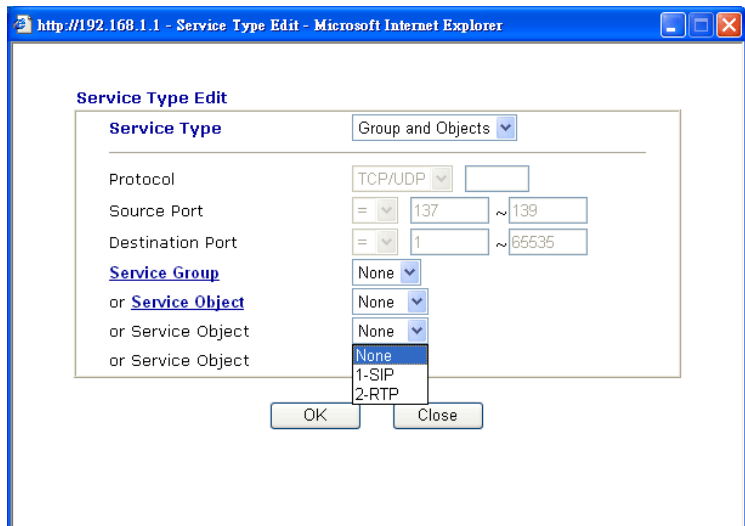 http://192.168.1.1 - Service Type Edit - Microsoft Internet Explorer
Service Type Edit
Service Type Group and Objects
Protocol TCP/UDP
Source Port = 137 ~ 139
Destination Port = 1 ~ 65535
Service Group None
or Service Object None
or Service Object None
or Service Object None
1-SIP
2-RTP
OK Close